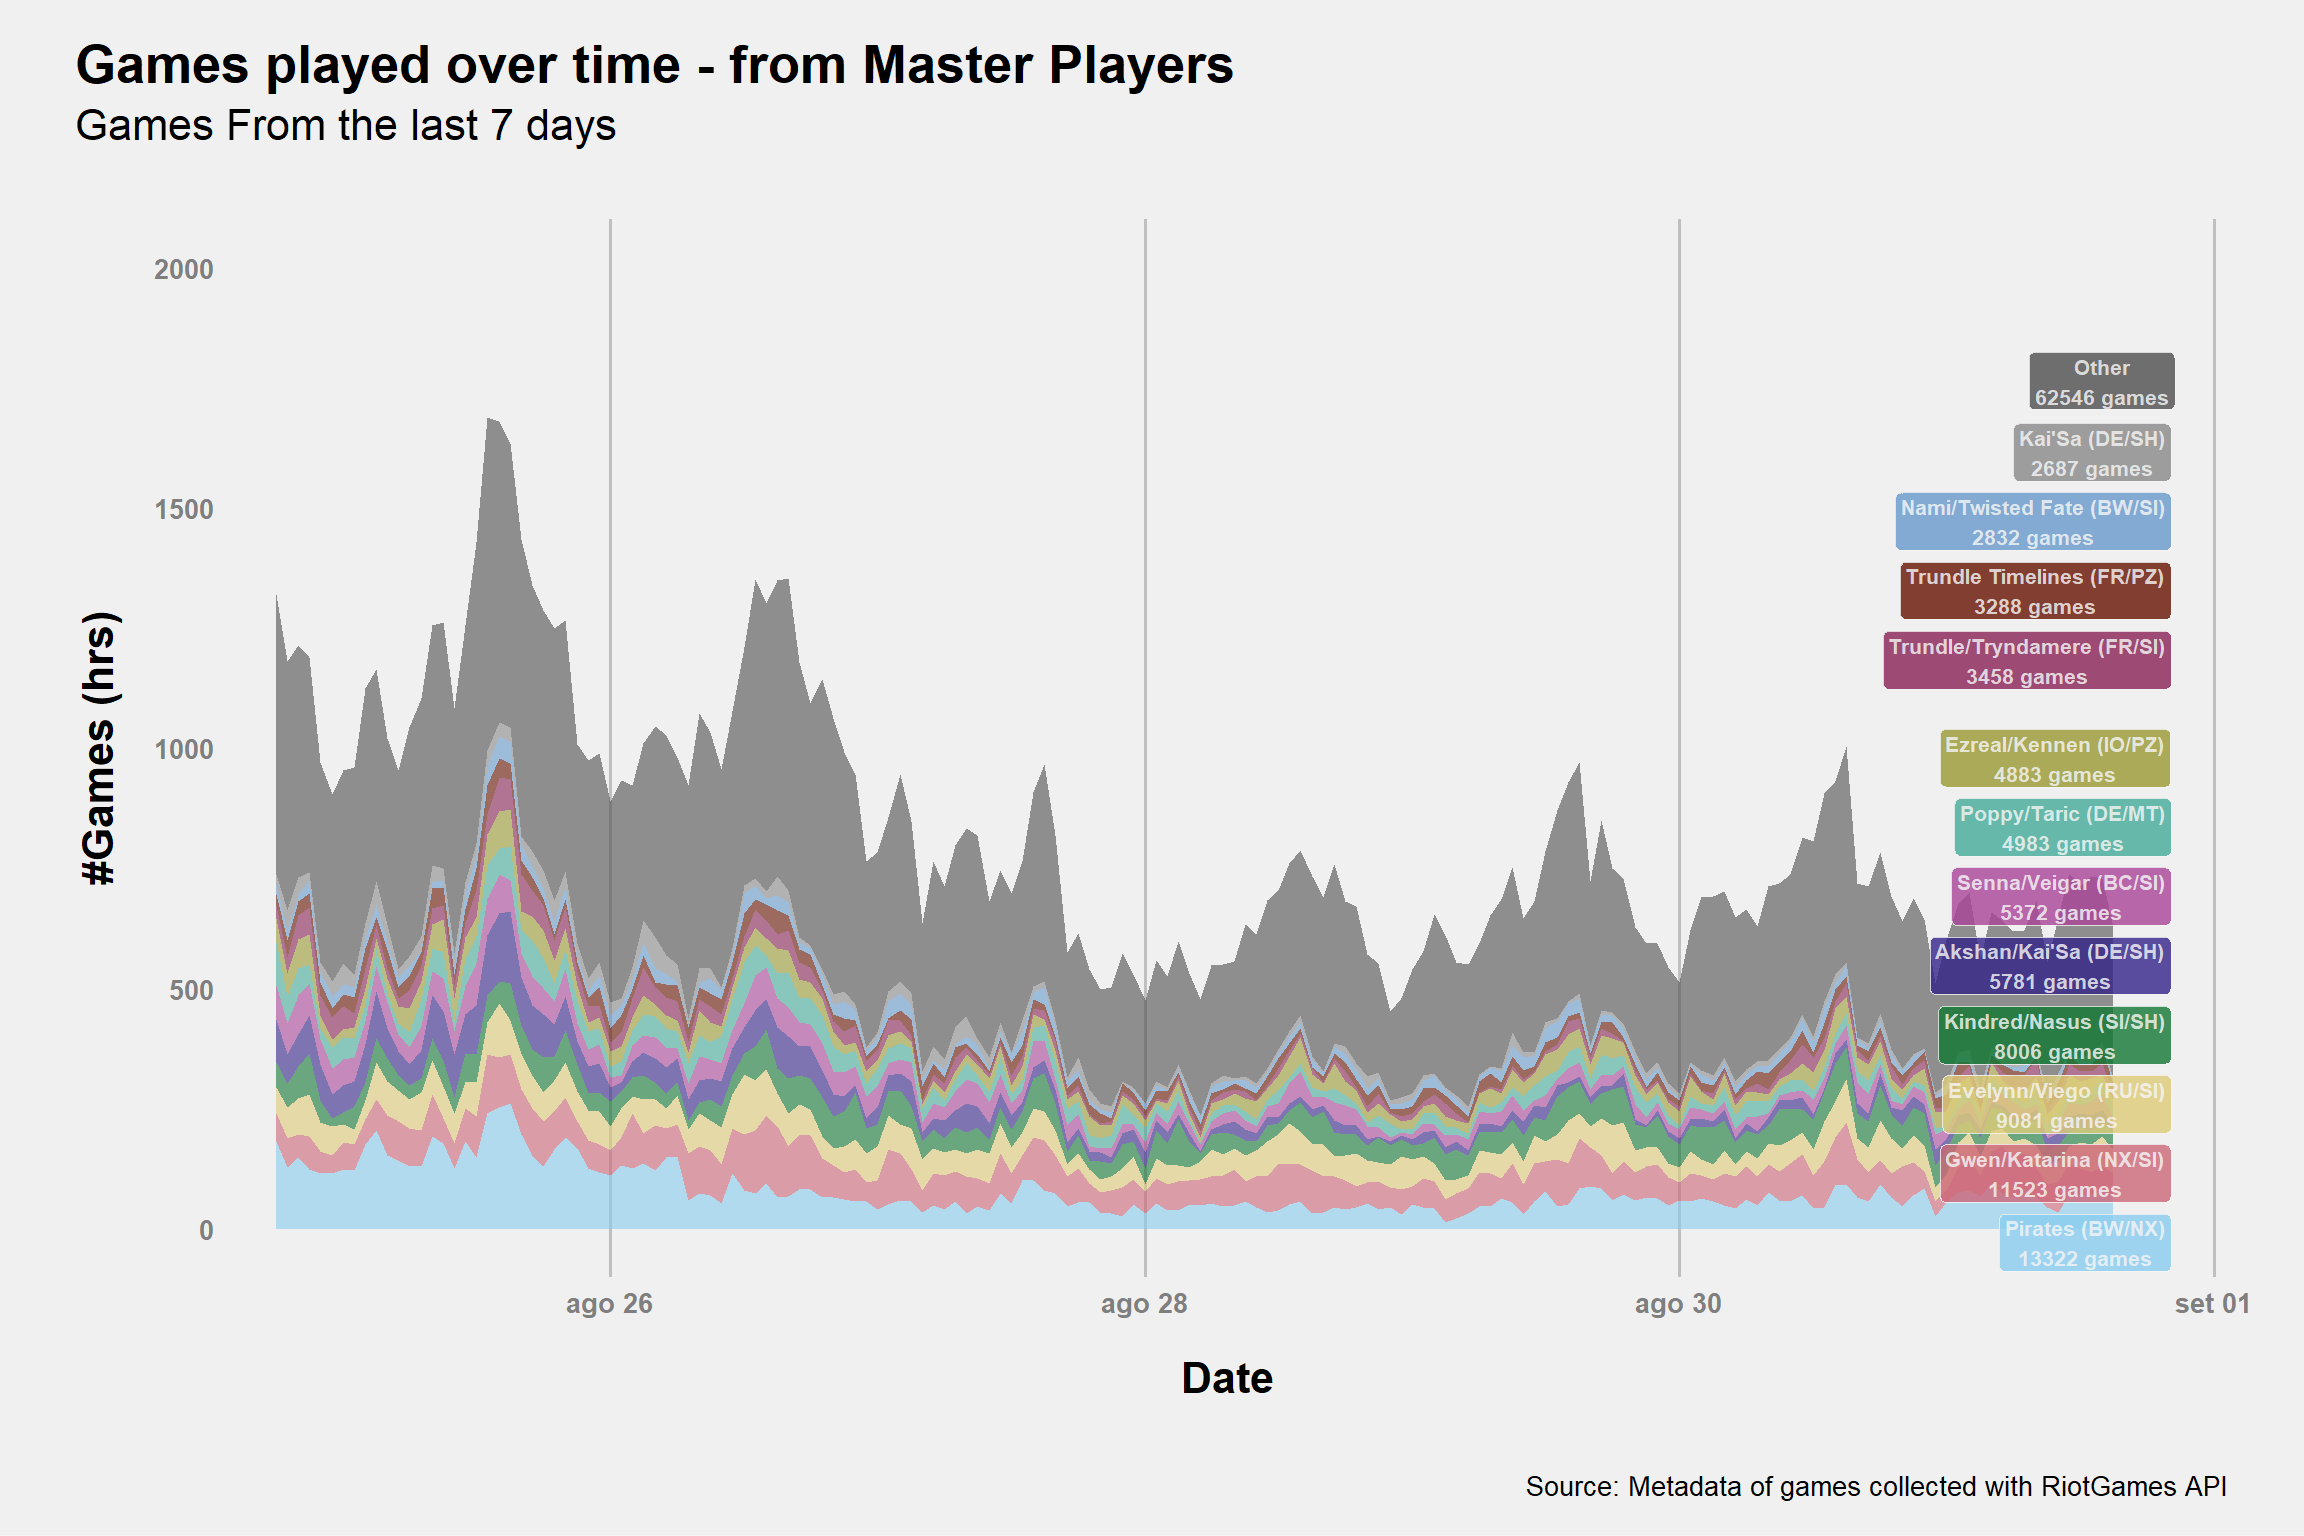 Games played over time - from Master Players
Games From the last 7 days
2000
1500
1000
500
0
#Games (hrs)
Other
62546 games
Kai'Sa (DE/SH)
2687 games
Nami/Twisted Fate (BW/SI)
2832 games
Trundle Timelines (FR/PZ)
3288 games
Trundle/Tryndamere (FR/SI)
3458 games
Ezreal/Kennen (IO/PZ)
4883 games
Poppy/Taric (DE/MT)
4983 games
Senna/Veigar (BC/SI)
5372 games
Akshan/Kai'Sa (DE/SH)
5781 games
Kindred/Nasus (SI/SH)
8006 games
Evelynn/Viego (RU/SI)
9081 games
Gwen/Katarina (NX/SI)
11523 games
Pirates (BW/NX)
13322 games
ago 26
ago 28
ago 30
set 01
Date
Source: Metadata of games collected with RiotGames API